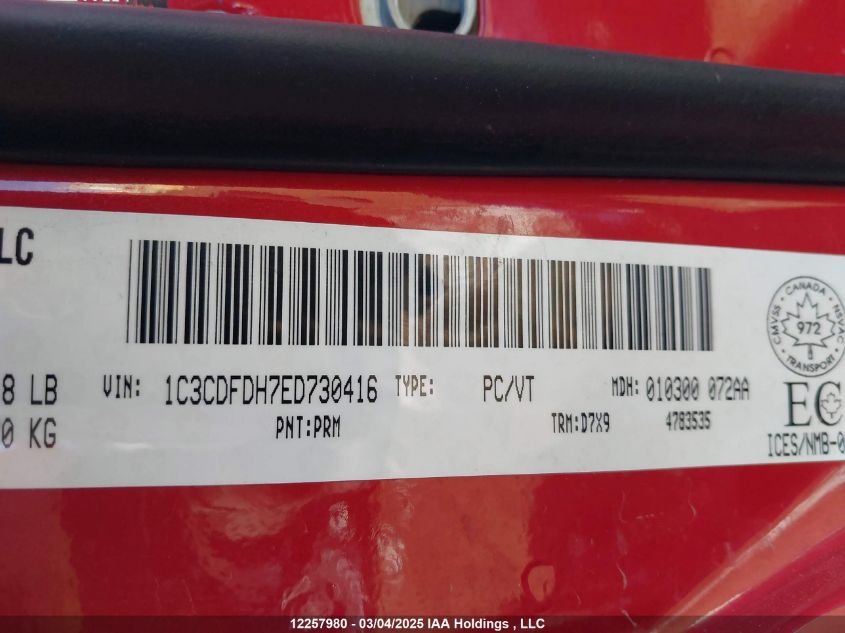 LC
8 LB
0 KG
VIN: 1C3CDFDH7ED730416 TYPE: PC/VT MDH: 010300 072AA
PNT:PRM TRM:D7X9 4783535
CANADA
CMVSS NSVAC
972
TRANSPORT
EC
ICES/NMB-0
12257980 - 03/04/2025 IAA Holdings , LLC